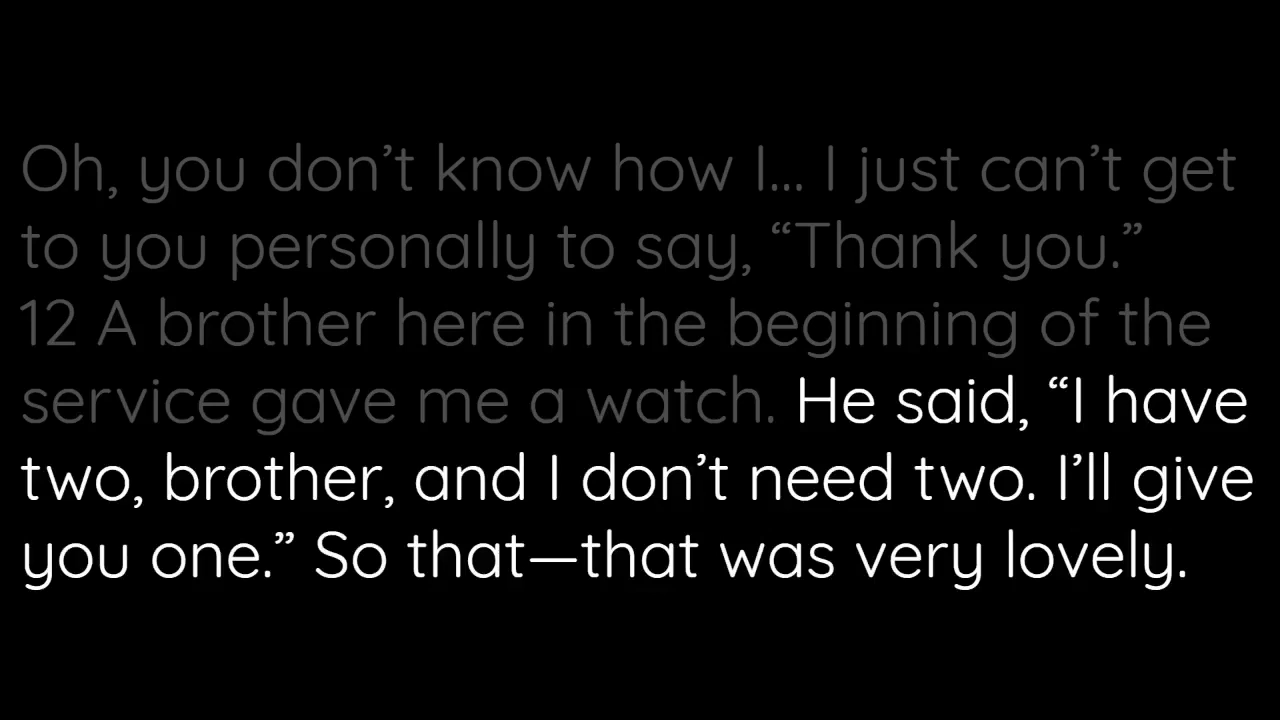 Oh, you don’t know how I... I just can’t get
to you personally to say, “Thank you.”
12 A brother here in the beginning of the
service gave me a watch. He said, “I have
two, brother, and I don’t need two. I’ll give
you one.” So that—that was very lovely.